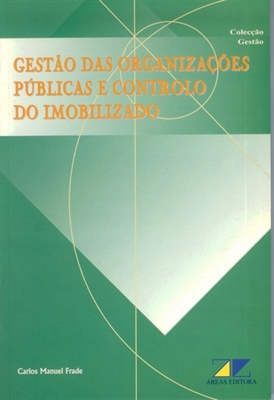 Colecção
Gestão
GESTÃO DAS ORGANIZAÇÕES
PÚBLICAS E CONTROLO
DO IMOBILIZADO
Carlos Manuel Frade
ÁREAS EDITORA